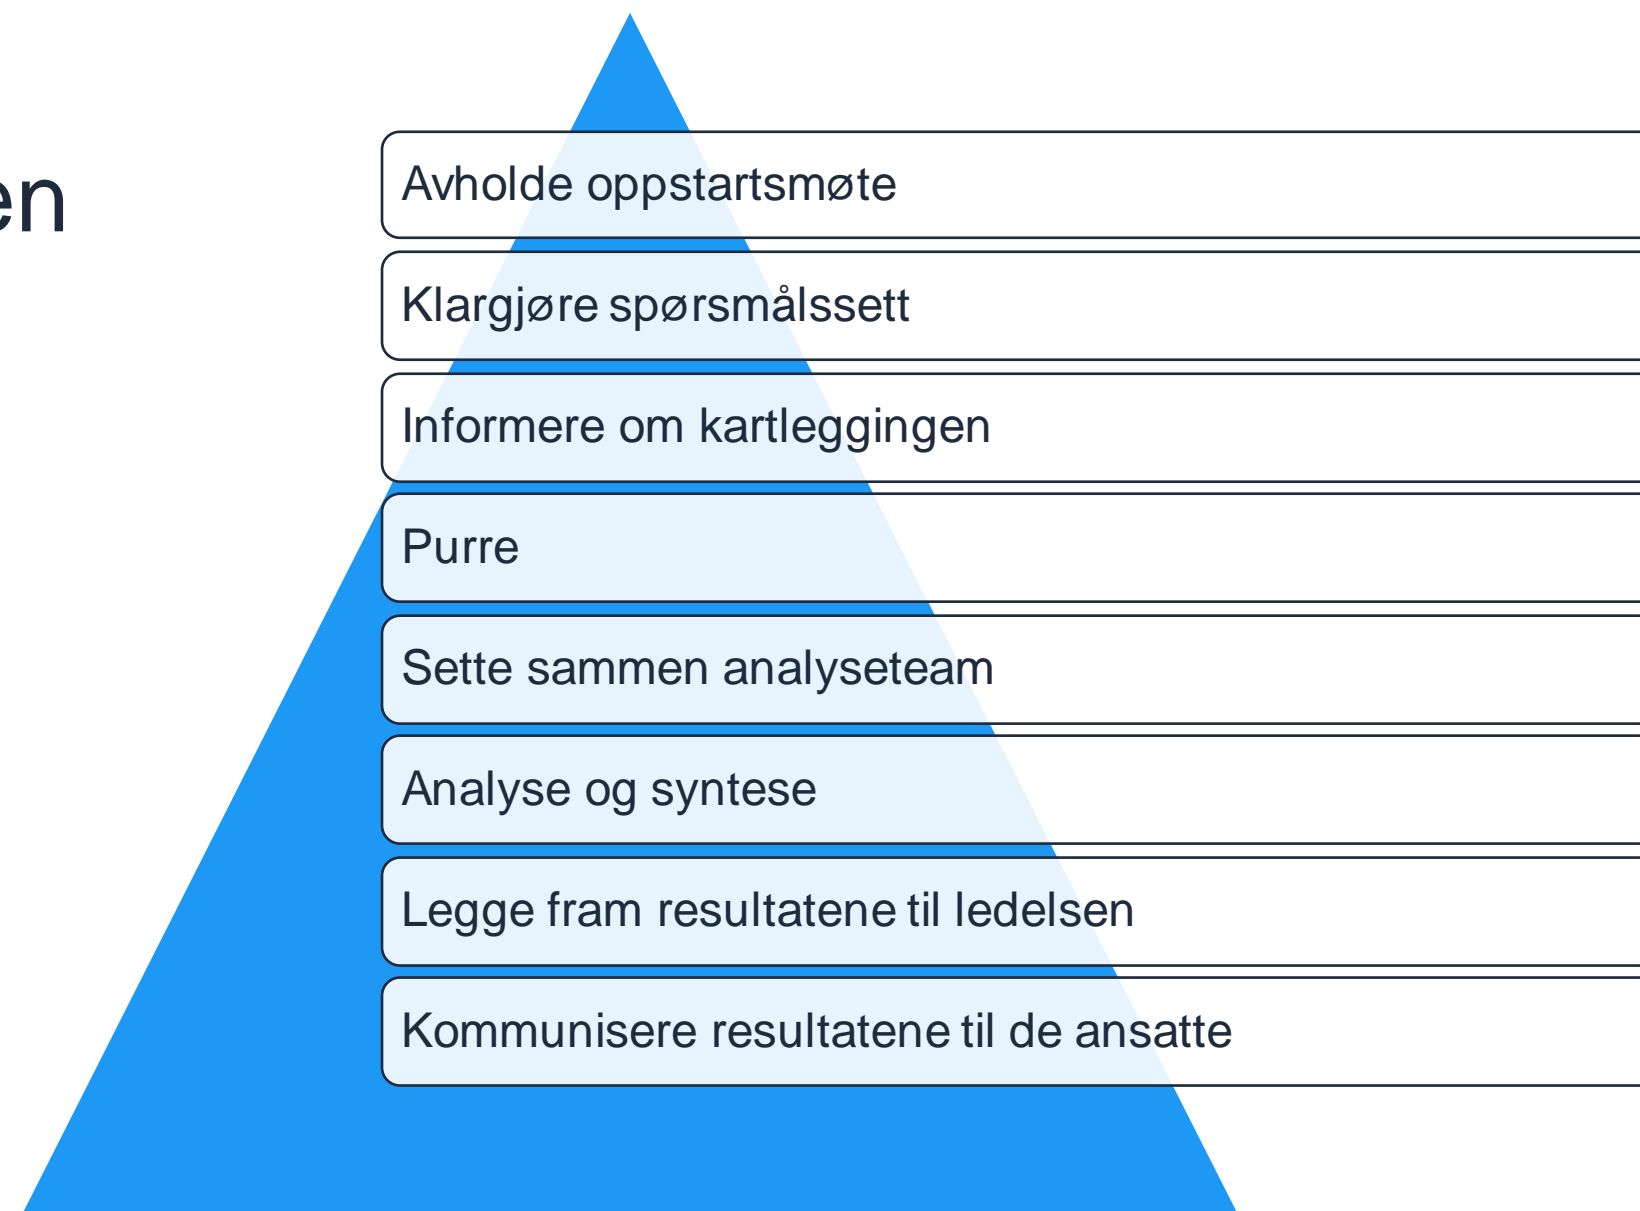 Avholde oppstartsmøte
Klargjøre spørsmålssett
Informere om kartleggingen
Purre
Sette sammen analyseteam
Analyse og syntese
Legge fram resultatene til ledelsen
Kommunisere resultatene til de ansatte